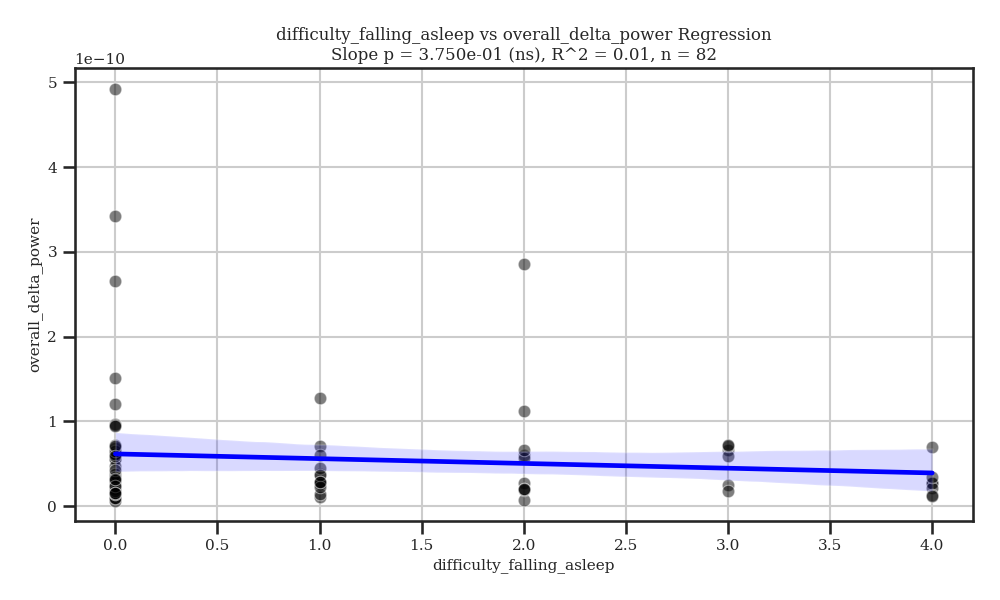 difficulty_falling_asleep vs overall_delta_power Regression
Slope p = 3.750e-01 (ns), R^2 = 0.01, n = 82
1e−10
5
4
3
2
1
0
overall_delta_power
0.0 0.5 1.0 1.5 2.0 2.5 3.0 3.5 4.0
difficulty_falling_asleep